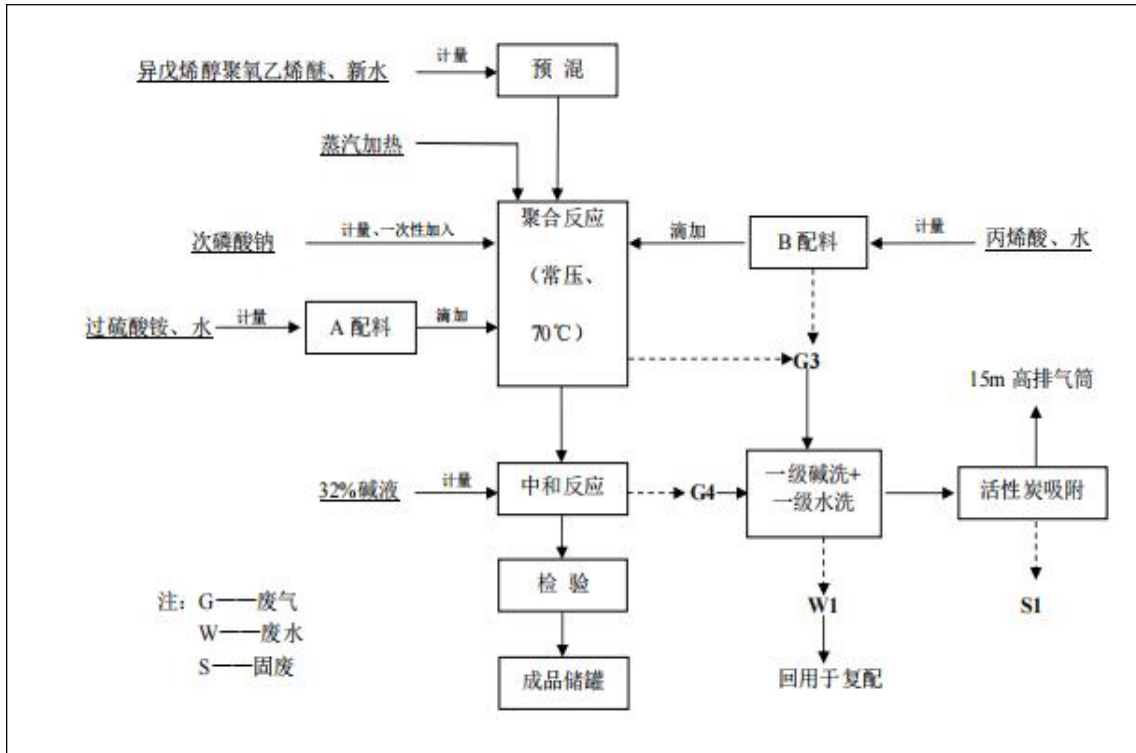 计量
异戊烯醇聚氧乙烯醚、新水
预 混
蒸汽加热
聚合反应
（常压、
70℃）
次磷酸钠
计量、一次性加入
滴加
B 配料
计量
丙烯酸、水
过硫酸铵、水
计量
A 配料
滴加
G3
15m 高排气筒
32%碱液
计量
中和反应
G4
一级碱洗+
一级水洗
活性炭吸附
检 验
W1
S1
注：G——废气
W——废水
S——固废
成品储罐
回用于复配